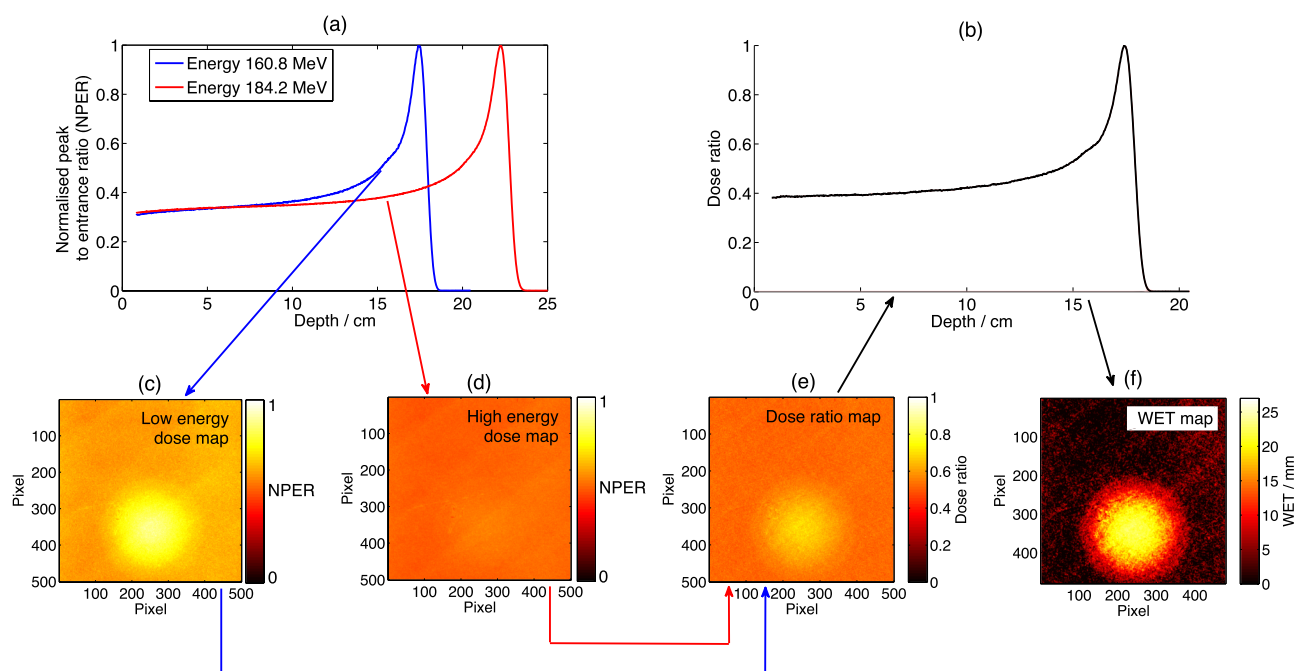 (a)
Normalised peak
to entrance ratio (NPER)
1
0.8
0.6
0.4
0.2
0
Energy 160.8 MeV
Energy 184.2 MeV
0 5 10 15 20 25
Depth / cm
(b)
Dose ratio
1
0.8
0.6
0.4
0.2
0
0 5 10 15 20
Depth / cm
(c)
Low energy
dose map
Pixel
100
200
300
400
500
100 200 300 400 500
Pixel
1
NPER
0
(d)
High energy
dose map
Pixel
100
200
300
400
500
100 200 300 400 500
Pixel
1
NPER
0
(e)
Dose ratio map
Pixel
100
200
300
400
500
100 200 300 400 500
Pixel
1
0.8
0.6
0.4
0.2
0
Dose ratio
(f)
WET map
Pixel
100
200
300
400
100 200 300 400
Pixel
25
20
15
10
5
0
WET / mm